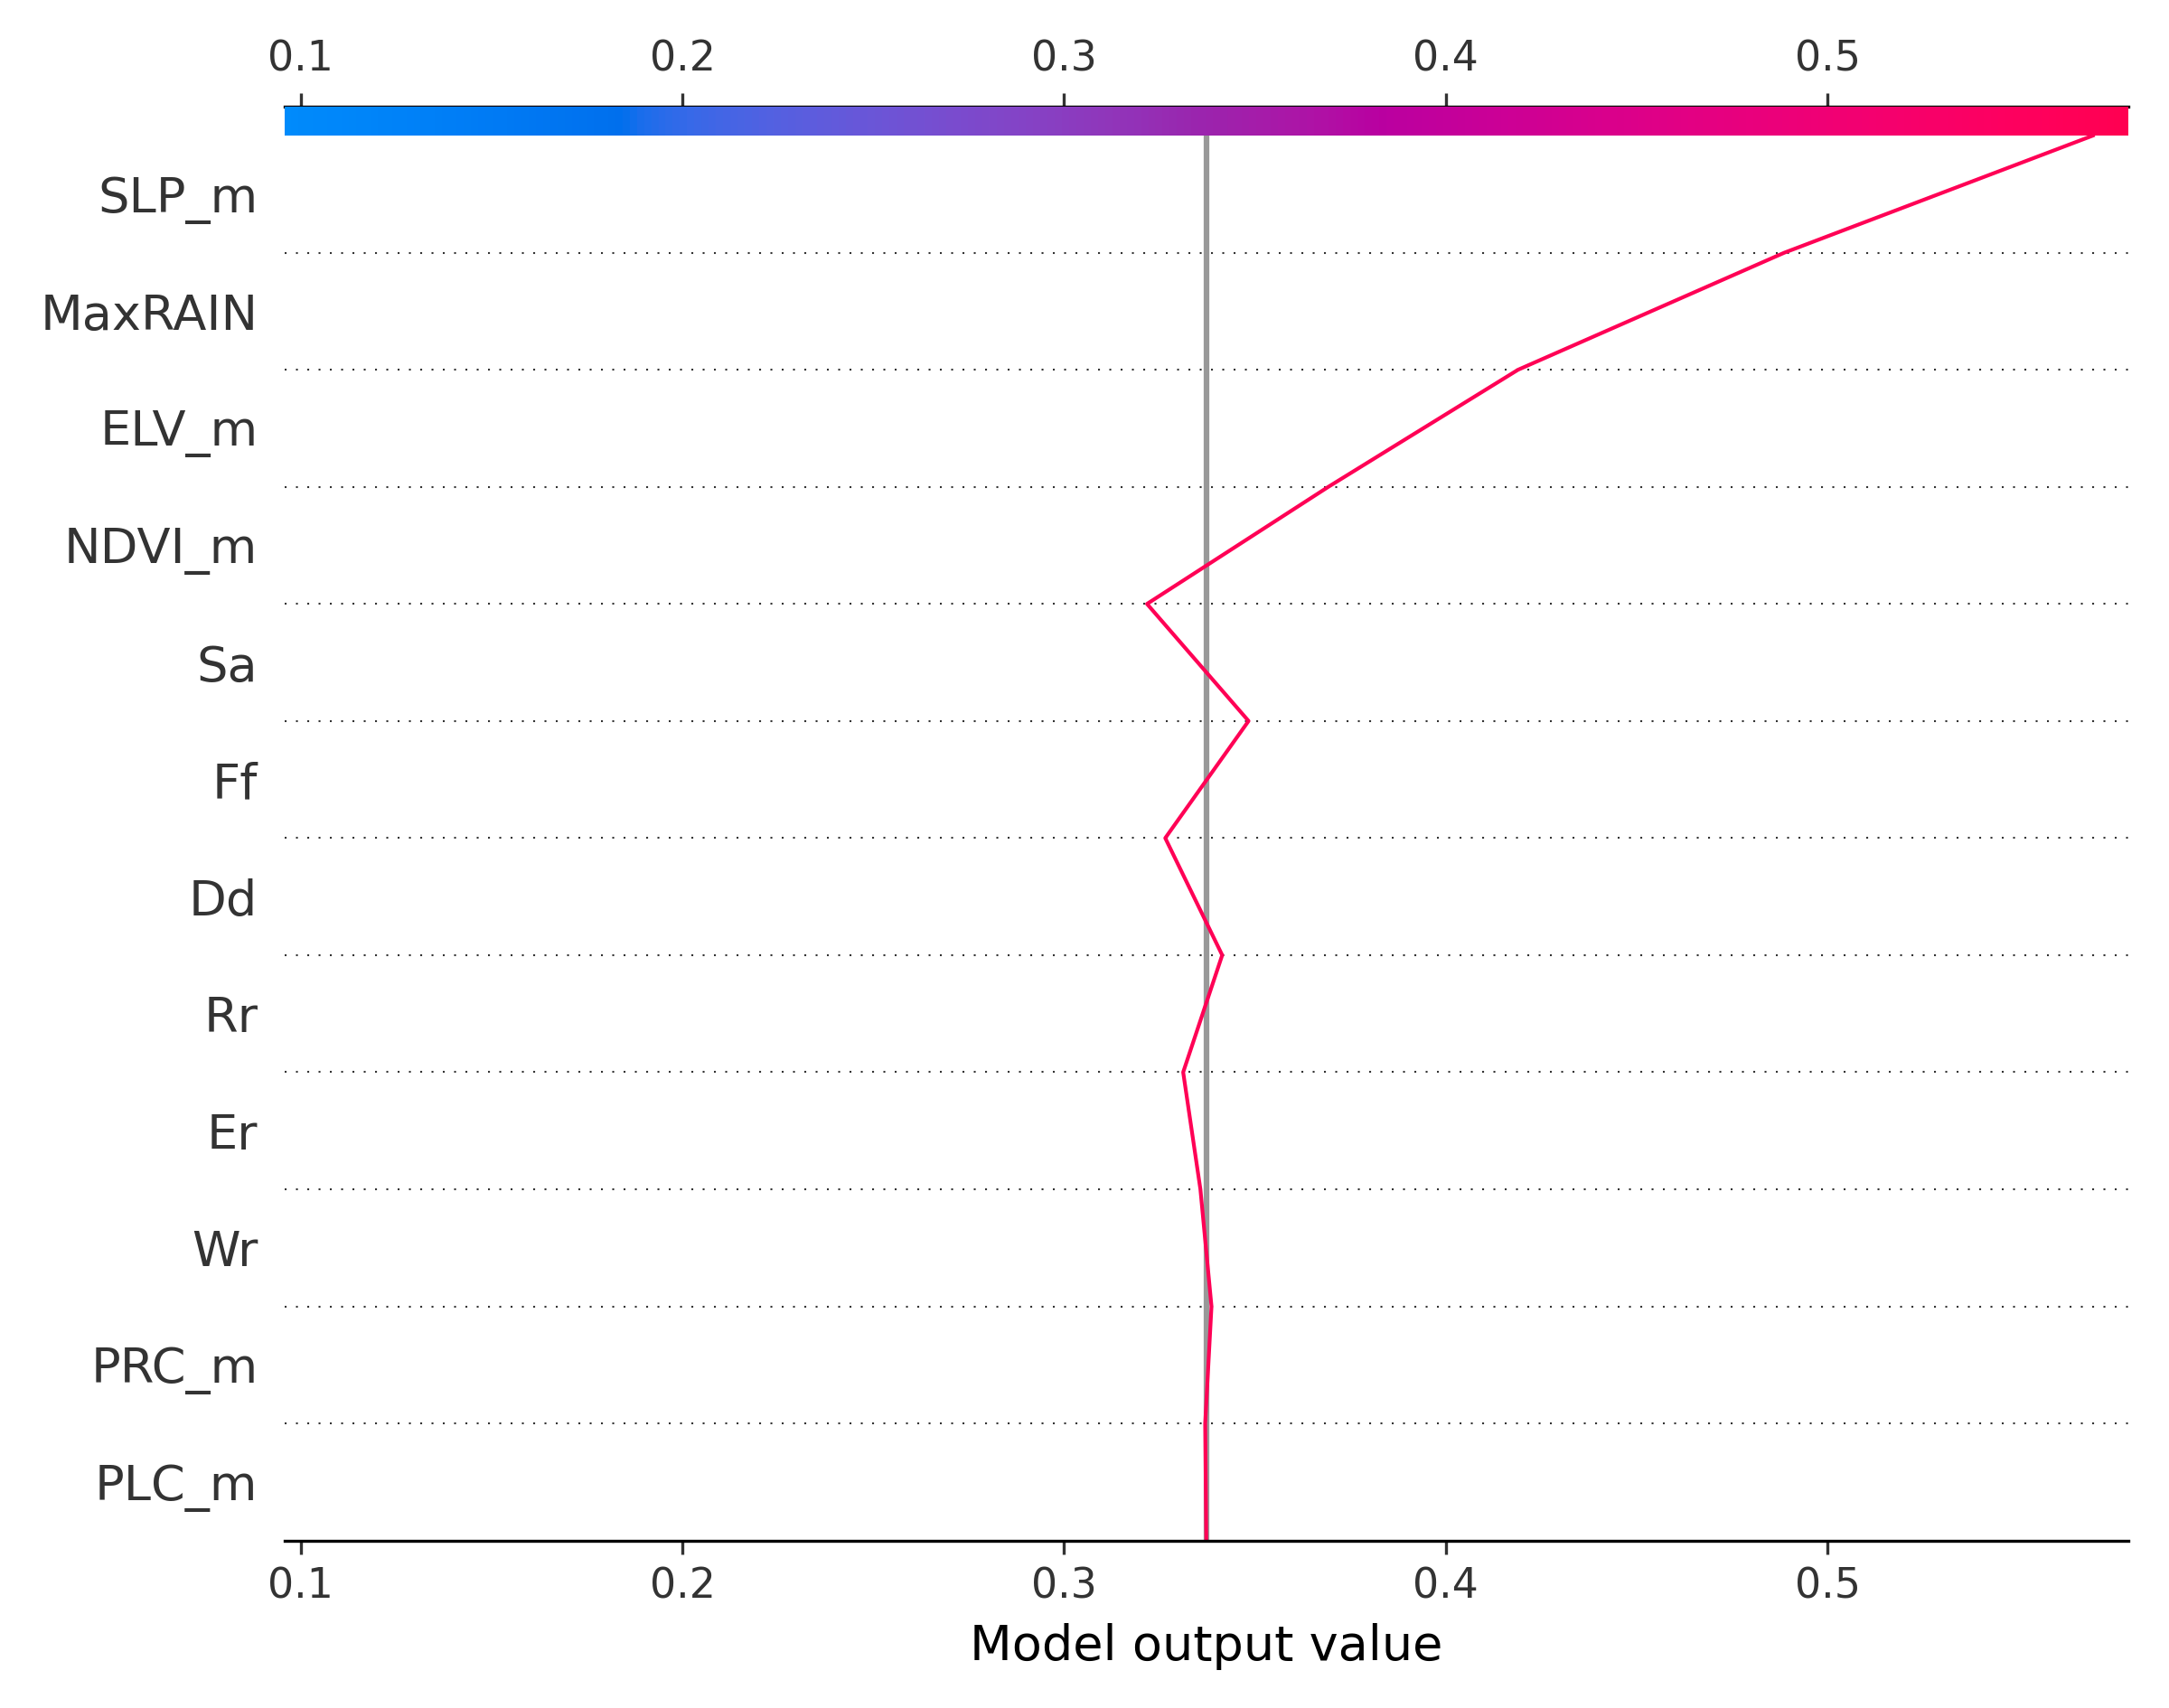 0.1 0.2 0.3 0.4 0.5
SLP_m
MaxRAIN
ELV_m
NDVI_m
Sa
Ff
Dd
Rr
Er
Wr
PRC_m
PLC_m
0.1 0.2 0.3 0.4 0.5
Model output value